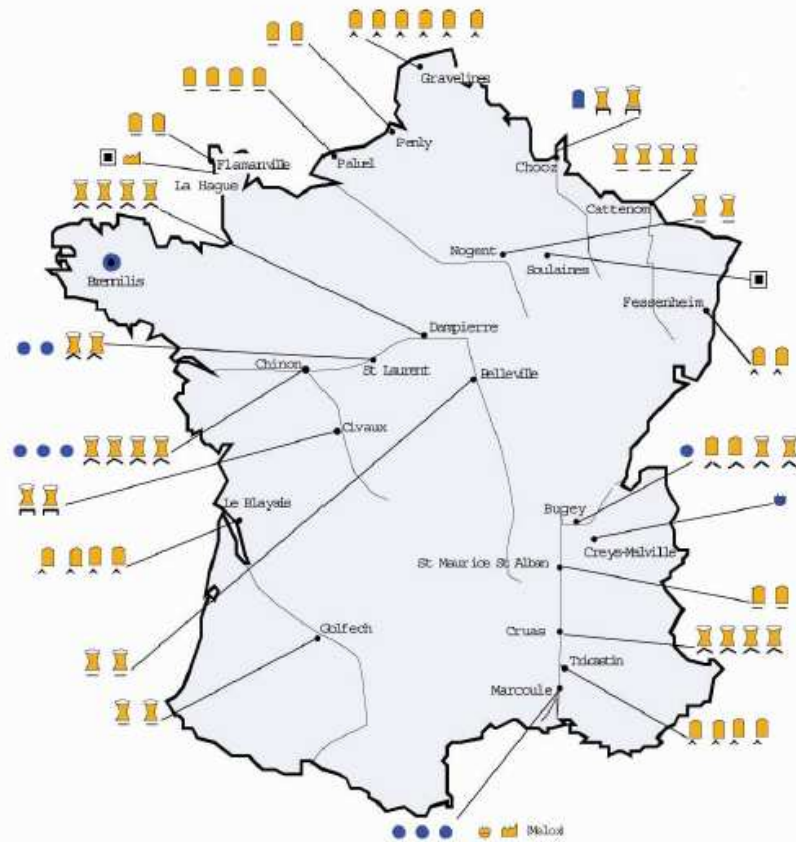 Gravelines
Penly
Paluel
Chooz
Flamanville
La Hague
Cattenom
Nogent
Soulaines
Brennilis
Fessenheim
Dampierre
St Laurent
Chinon
Belleville
Civaux
Le Blayais
Bugey
Creys-Malville
St Maurice St Alban
Golfech
Cruas
Tricastin
Marcoule
(Melox)